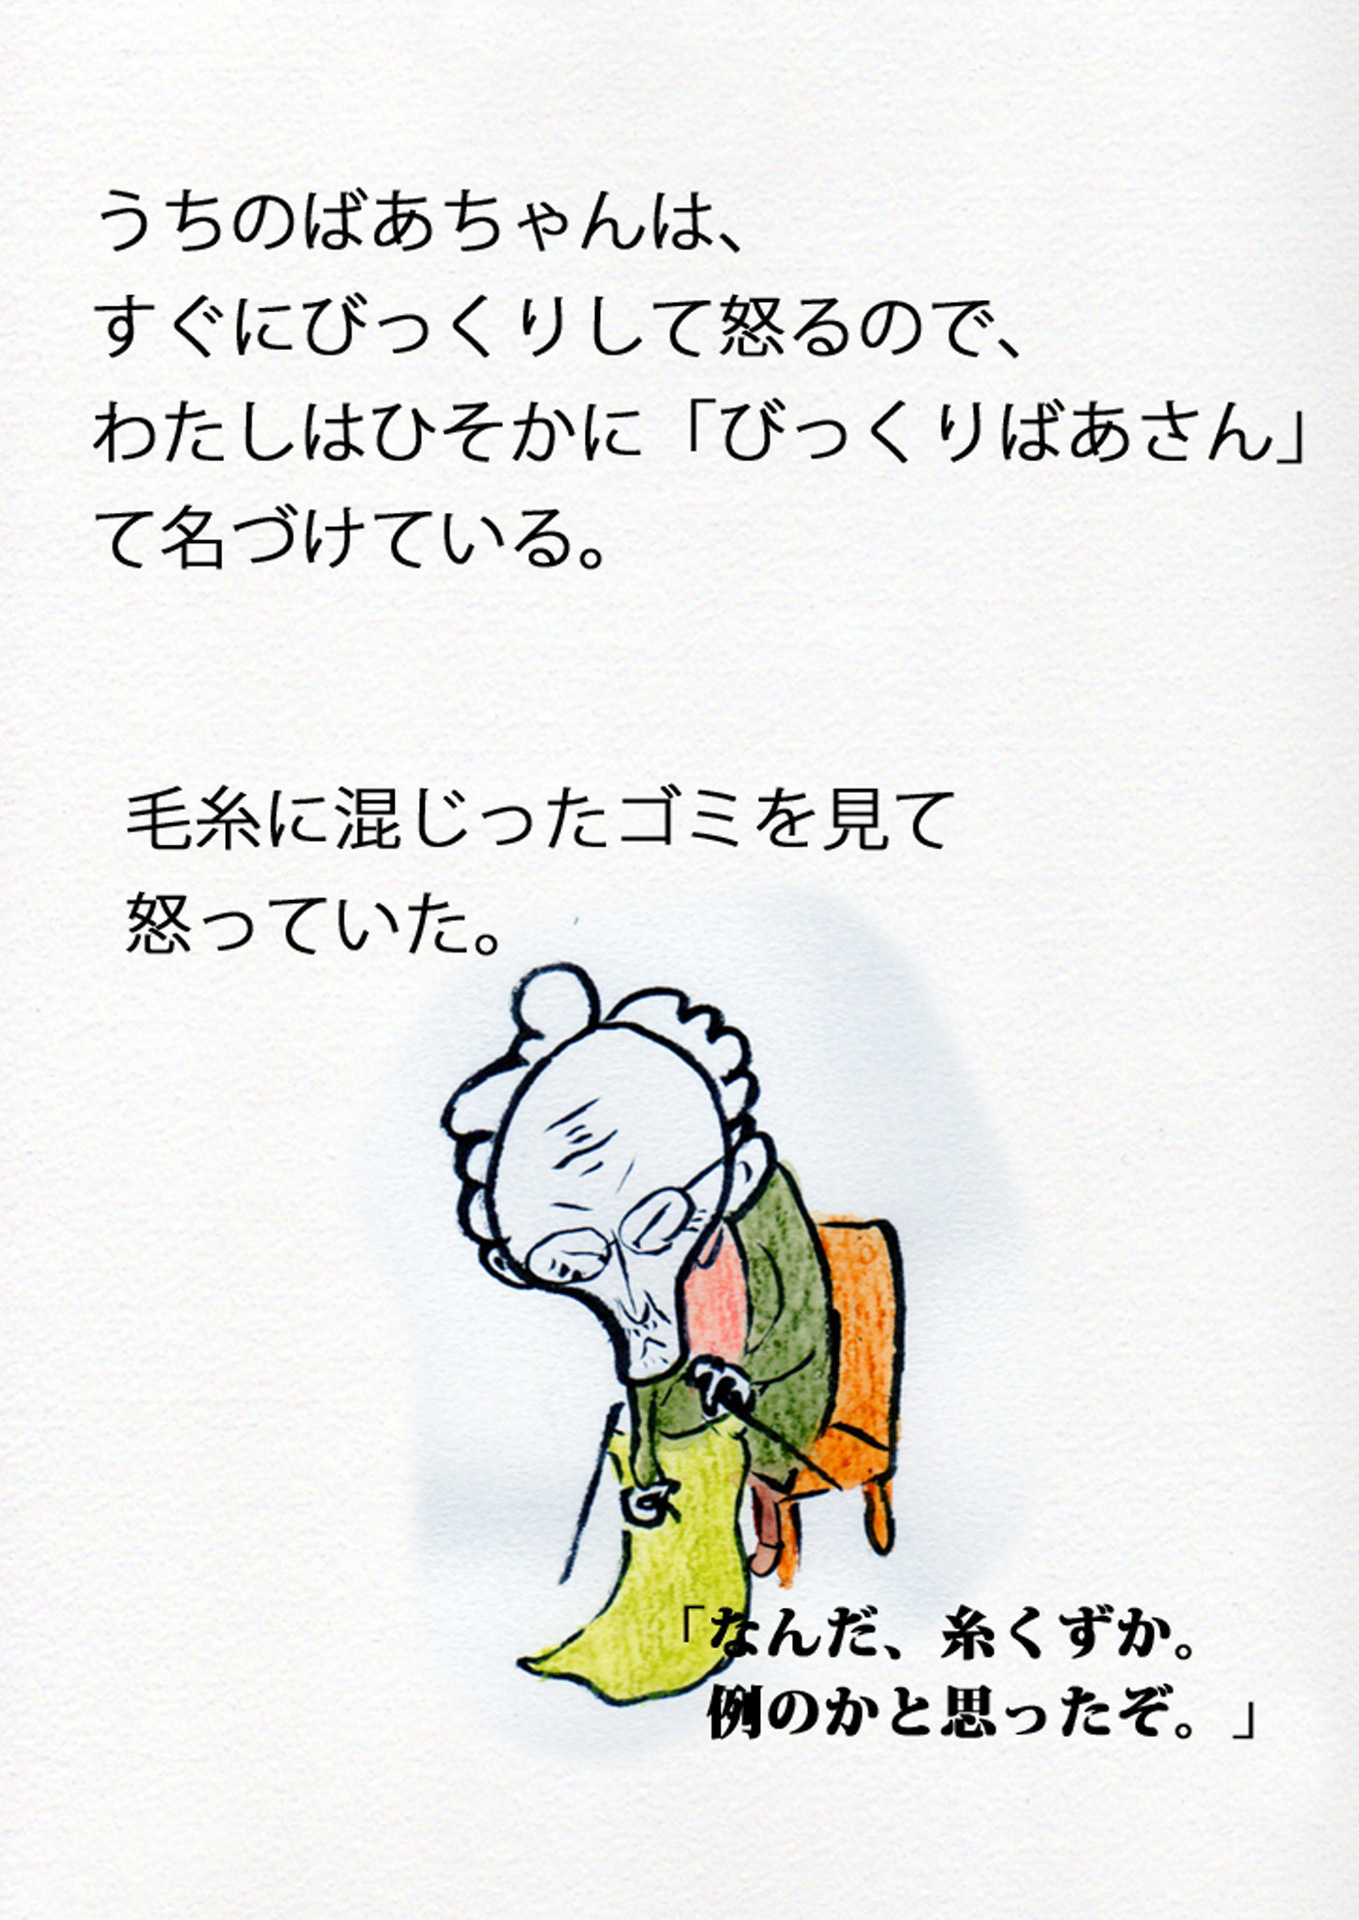 うちのばあちゃんは、
すぐにびっくりして怒るので、
わたしはひそかに「びっくりばあさん」
て名づけている。
毛糸に混じったゴミを見て
怒っていた。
「なんだ、糸くずか。
例のかと思ったぞ。」